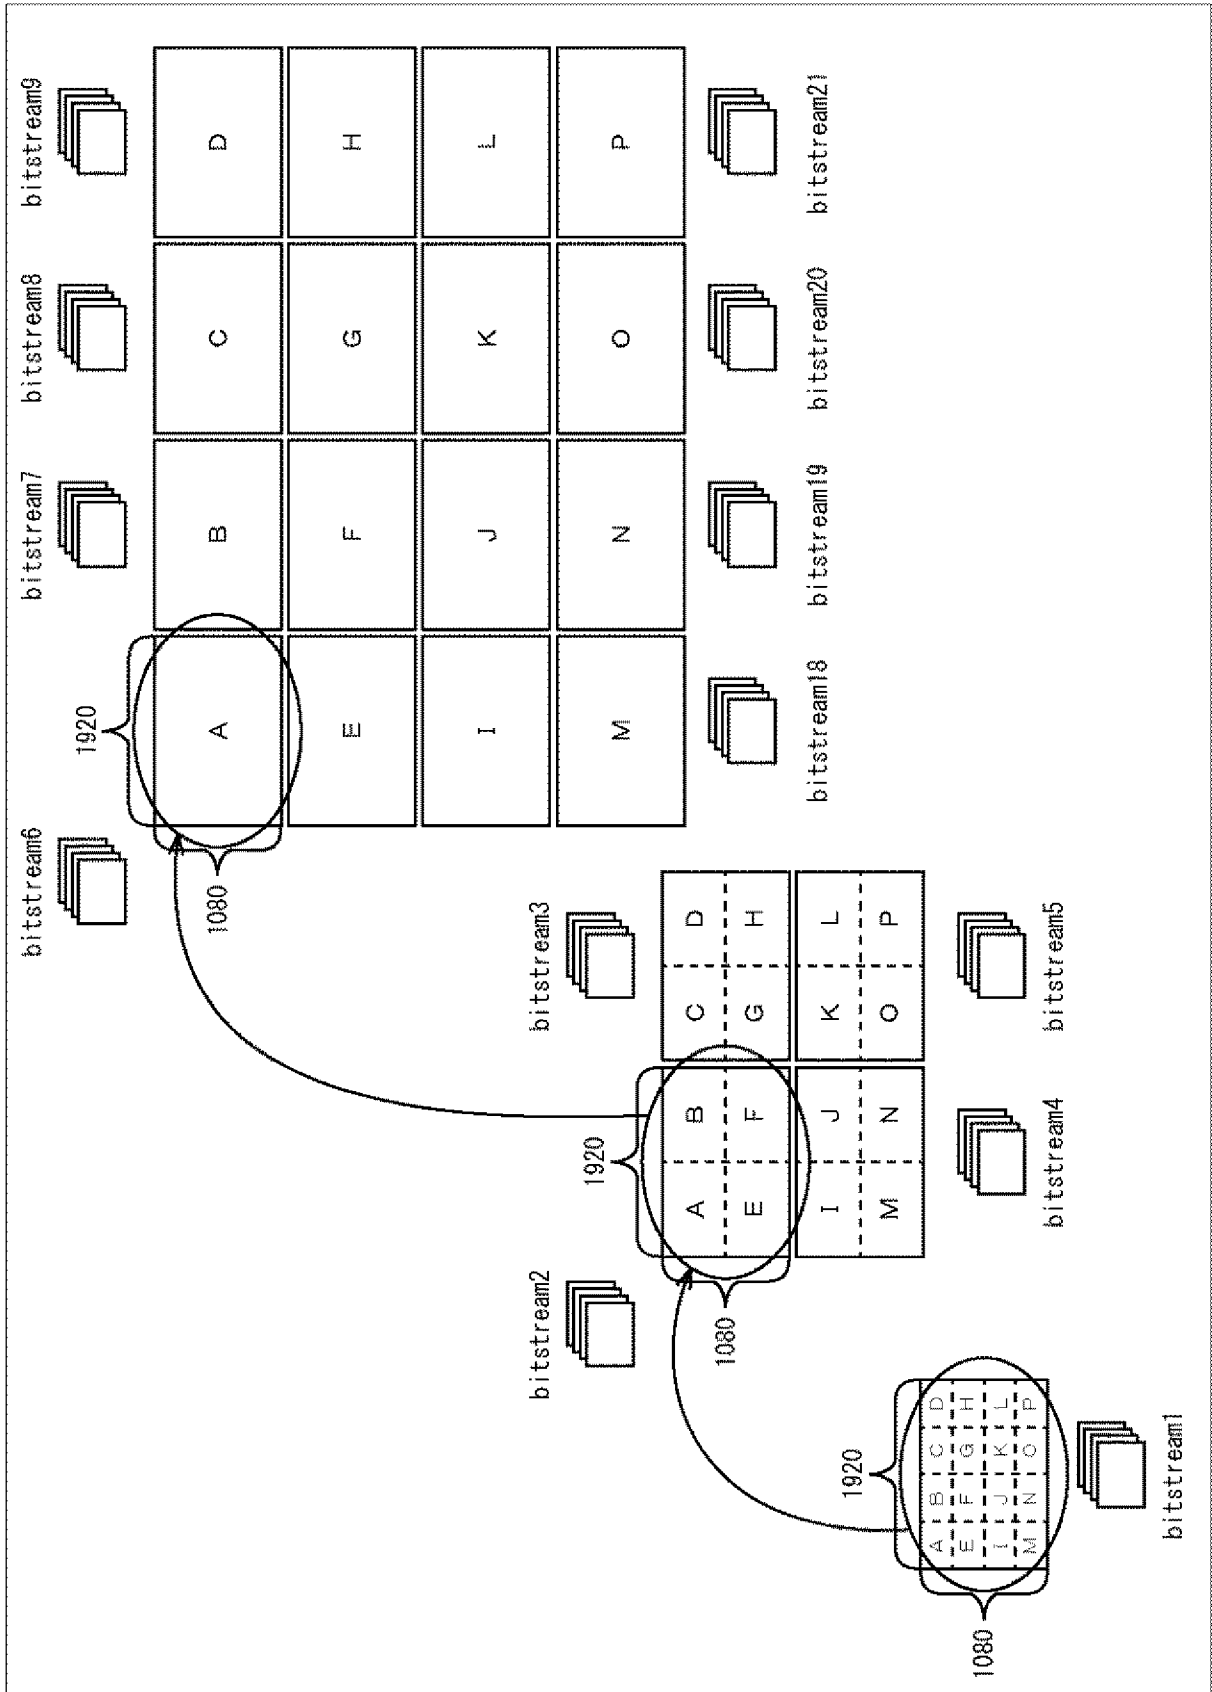 bitstream6 bitstream7 bitstream8 bitstream9
1920
1080
A B C D
E F G H
I J K L
M N O P
bitstream18 bitstream19 bitstream20 bitstream21
bitstream2 bitstream3
1920
1080
A B C D
E F G H
I J K L
M N O P
bitstream4 bitstream5
1920
1080
A B C D
E F G H
I J K L
M N O P
bitstream1